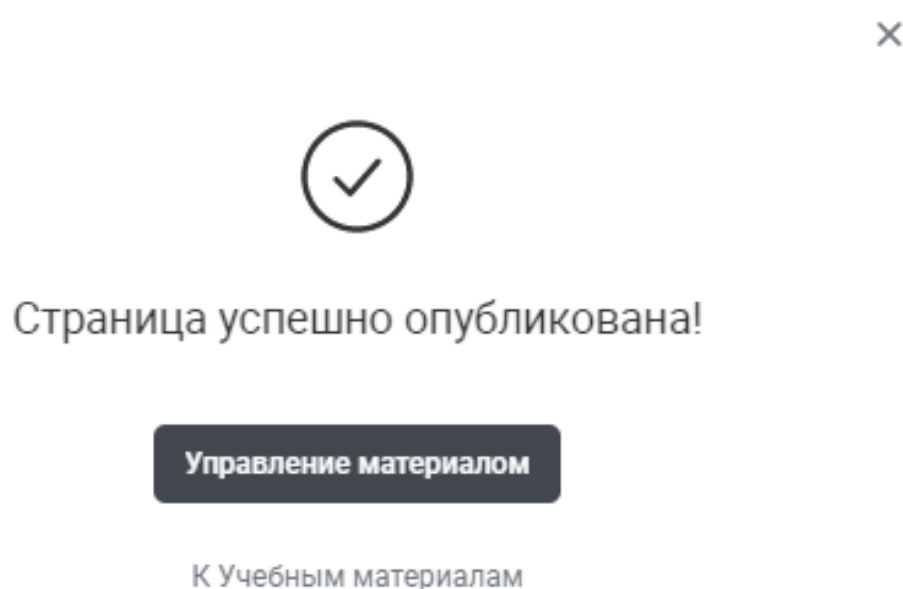 Страница успешно опубликована!
Управление материалом
К Учебным материалам